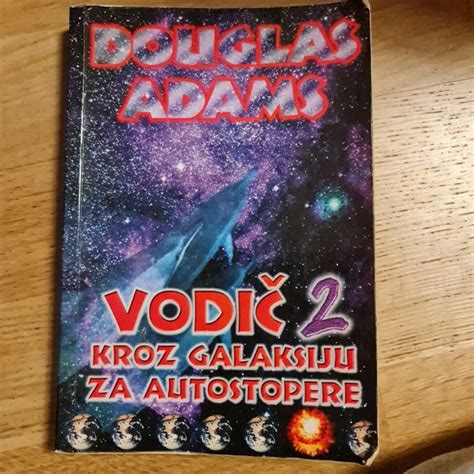 DOUGLAS
ADAMS
VODIČ 2
KROZ GALAKSIJU
ZA AUTOSTOPERE